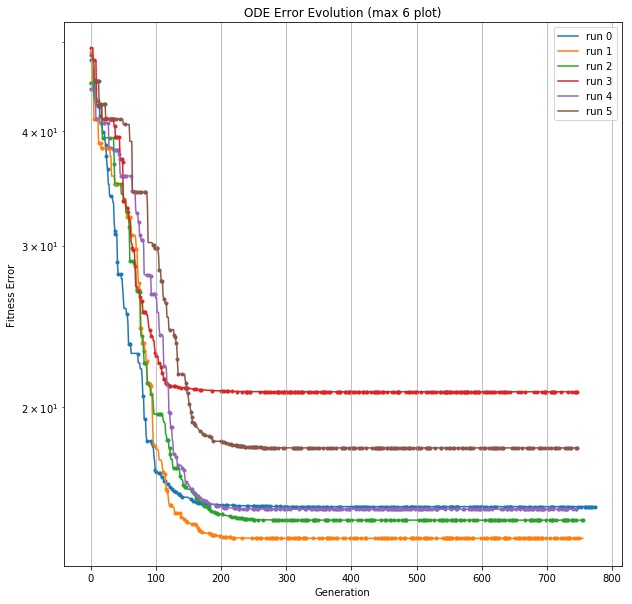 ODE Error Evolution (max 6 plot)
run 0
run 1
run 2
run 3
run 4
run 5
4 × 10¹
3 × 10¹
2 × 10¹
Fitness Error
0 100 200 300 400 500 600 700 800
Generation